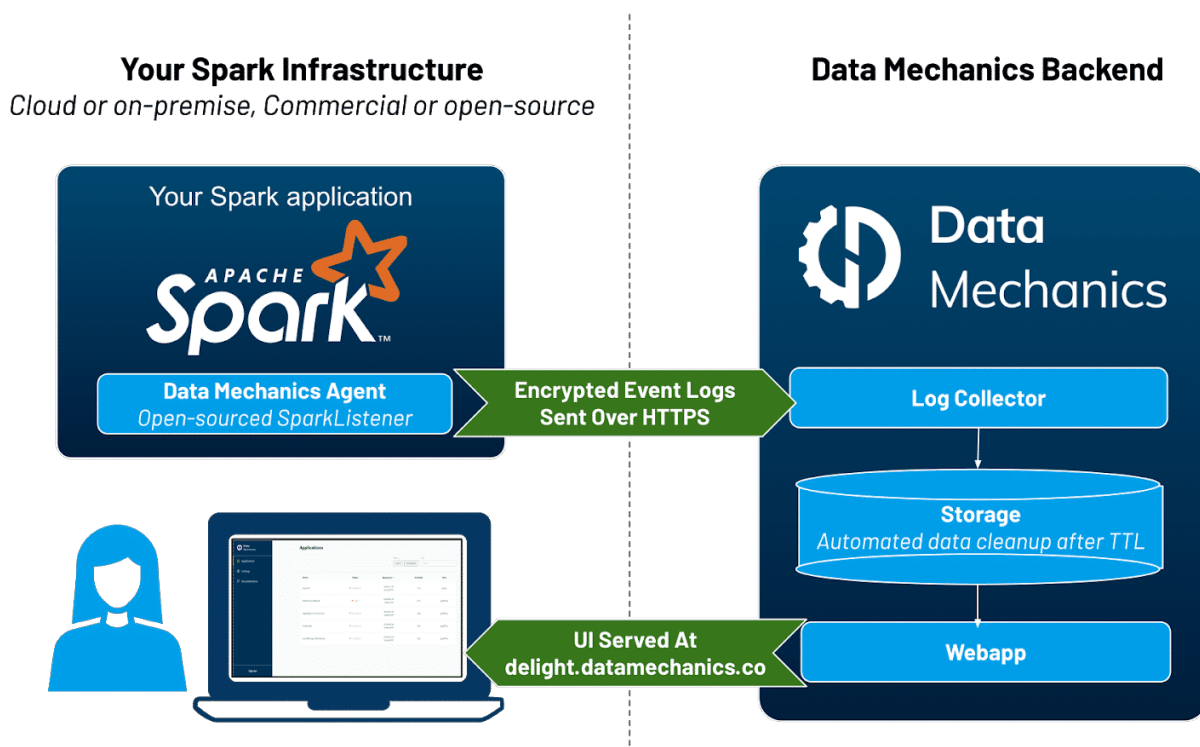 Your Spark Infrastructure
Cloud or on-premise, Commercial or open-source
Data Mechanics Backend
Your Spark application
APACHE
Spark™
Data Mechanics Agent
Open-sourced SparkListener
Encrypted Event Logs
Sent Over HTTPS
Data
Mechanics
Log Collector
Storage
Automated data cleanup after TTL
Applications
UI Served At
delight.datamechanics.co
Webapp